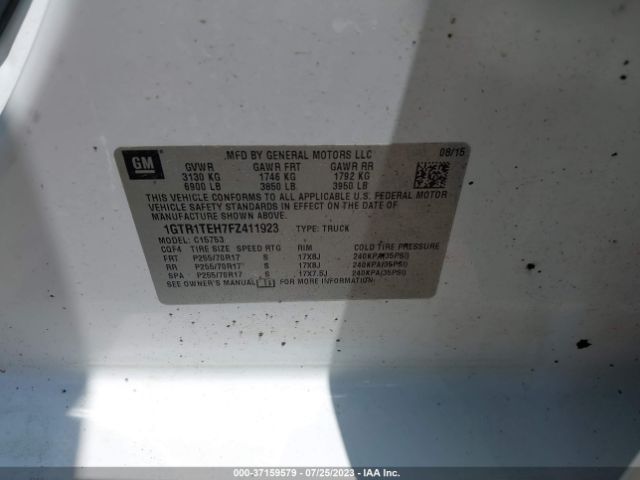 GM
MFD BY GENERAL MOTORS LLC 08/15
GVWR GAWR FRT GAWR RR
3130 KG 1746 KG 1792 KG
6900 LB 3850 LB 3950 LB
THIS VEHICLE CONFORMS TO ALL APPLICABLE U.S. FEDERAL MOTOR
VEHICLE SAFETY STANDARDS IN EFFECT ON THE DATE OF
MANUFACTURE SHOWN ABOVE.
1GTR1TEH7FZ411923 TYPE: TRUCK
MODEL: C15753
CQF4 TIRE SIZE SPEED RTG RIM COLD TIRE PRESSURE
FRT P255/70R17 S 17X8J 240KPA(35PSI)
RR P255/70R17 S 17X8J 240KPA(35PSI)
SPA P255/70R17 S 17X7.5J 240KPA(35PSI)
SEE OWNER'S MANUAL FOR ADDITIONAL INFORMATION.
000-37159579 - 07/25/2023 - IAA Inc.